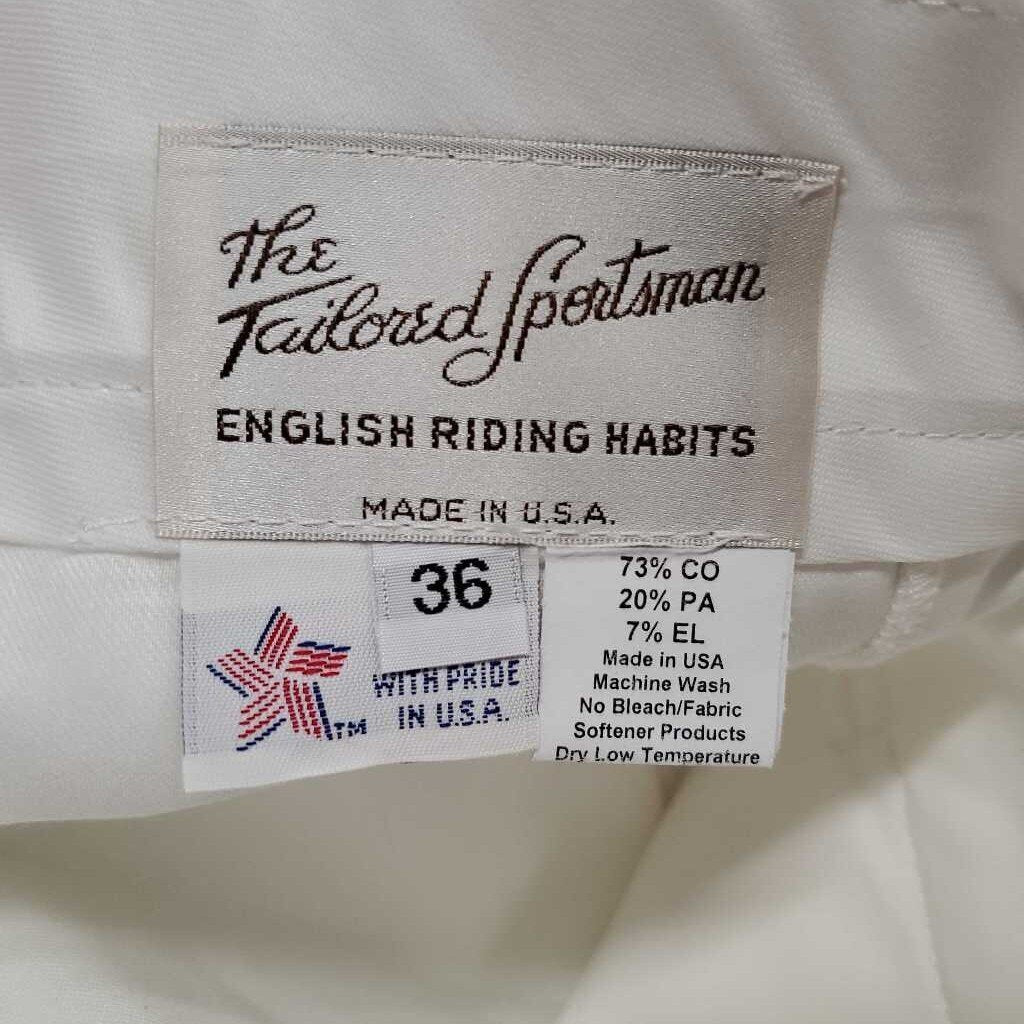 The
Tailored Sportsman
ENGLISH RIDING HABITS
MADE IN U.S.A.
36
WITH PRIDE
IN U.S.A.
TM
73% CO
20% PA
7% EL
Made in USA
Machine Wash
No Bleach/Fabric
Softener Products
Dry Low Temperature